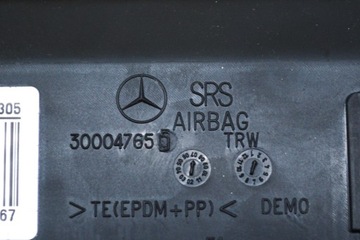 305
SRS
AIRBAG
30004765
TRW
>TE(EPDM+PP)< DEMO
67